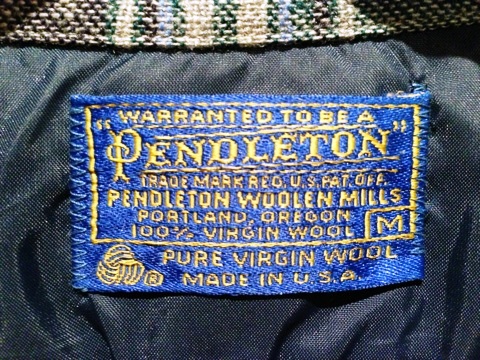 WARRANTED TO BE A
"PENDLETON"
TRADE MARK REG. U.S. PAT. OFF.
PENDLETON WOOLEN MILLS
PORTLAND, OREGON
100% VIRGIN WOOL M
PURE VIRGIN WOOL
® MADE IN U.S.A.